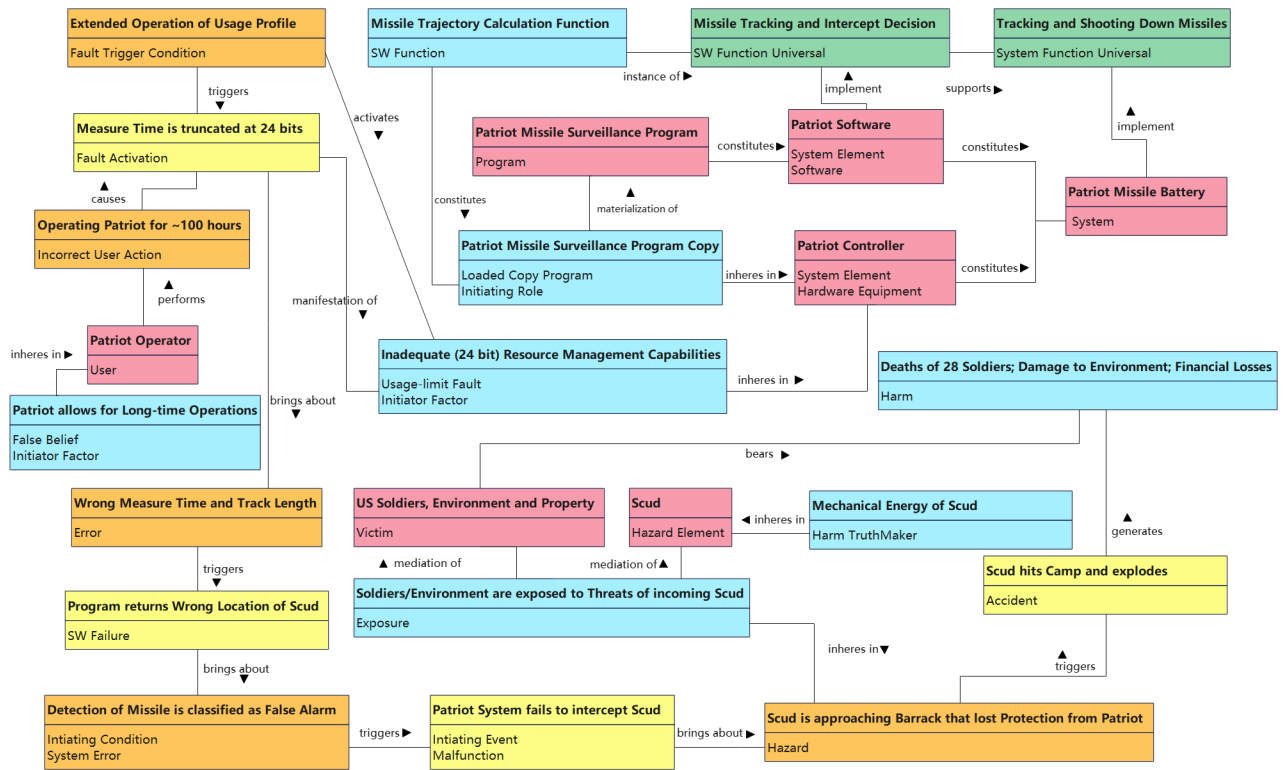 Extended Operation of Usage Profile
Fault Trigger Condition
Missile Trajectory Calculation Function
SW Function
Missile Tracking and Intercept Decision
SW Function Universal
Tracking and Shooting Down Missiles
System Function Universal
instance of ▶
implement
supports
triggers
activates
implement
Measure Time is truncated at 24 bits
Fault Activation
Patriot Missile Surveillance Program
Program
constitutes
Patriot Software
System Element
Software
constitutes
causes
constitutes
materialization of
Patriot Missile Battery
System
Operating Patriot for ~100 hours
Incorrect User Action
Patriot Missile Surveillance Program Copy
Loaded Copy Program
Initiating Role
inheres in
Patriot Controller
System Element
Hardware Equipment
constitutes
performs
manifestation of
Patriot Operator
User
inheres in
Inadequate (24 bit) Resource Management Capabilities
Usage-limit Fault
Initiator Factor
inheres in
Deaths of 28 Soldiers; Damage to Environment; Financial Losses
Harm
Patriot allows for Long-time Operations
False Belief
Initiator Factor
brings about
bears
Wrong Measure Time and Track Length
Error
US Soldiers, Environment and Property
Victim
Scud
Hazard Element
inheres in
Mechanical Energy of Scud
Harm TruthMaker
generates
triggers
mediation of
mediation of
Scud hits Camp and explodes
Accident
Program returns Wrong Location of Scud
SW Failure
Soldiers/Environment are exposed to Threats of incoming Scud
Exposure
inheres in
triggers
brings about
Detection of Missile is classified as False Alarm
Intiating Condition
System Error
triggers
Patriot System fails to intercept Scud
Intiating Event
Malfunction
brings about
Scud is approaching Barrack that lost Protection from Patriot
Hazard